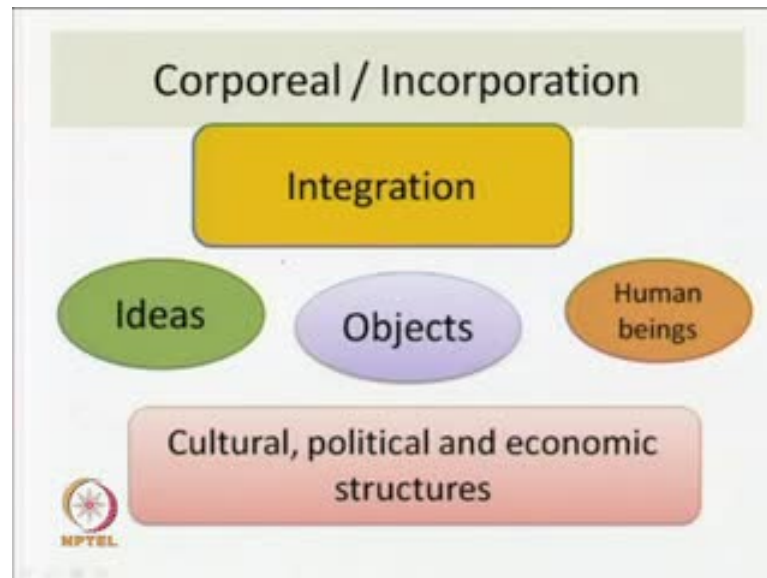 Corporeal / Incorporation
Integration
Ideas
Objects
Human
beings
Cultural, political and economic
structures
NPTEL